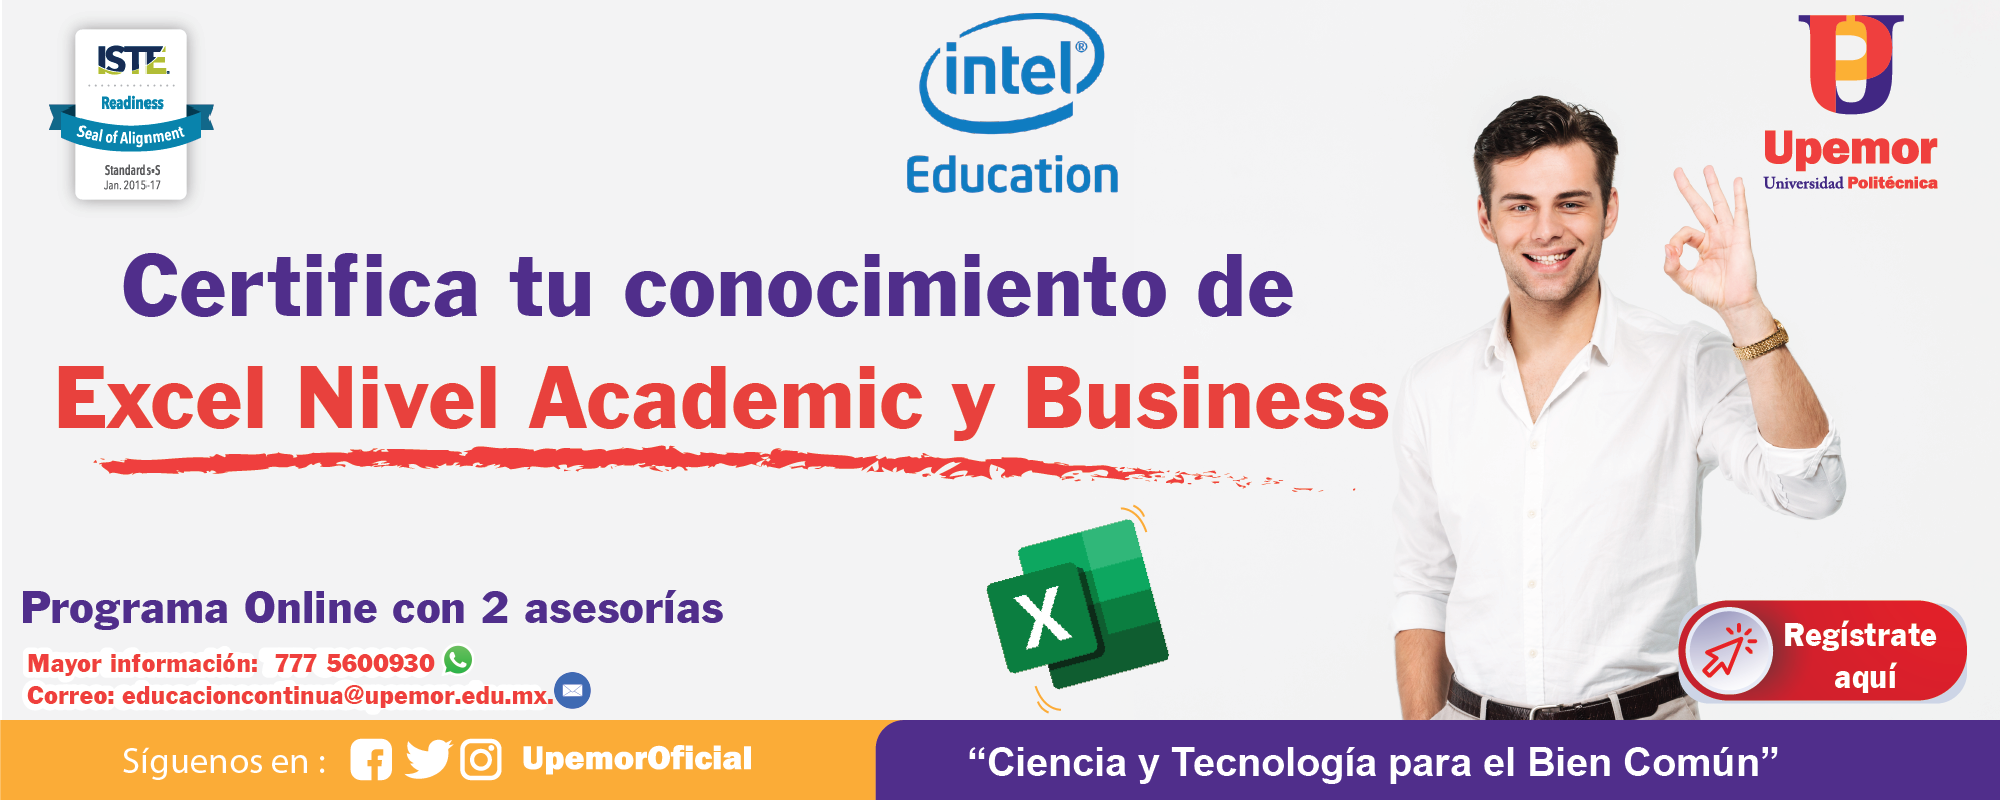 ISTE.
Readiness
Seal of Alignment
Standards•S
Jan. 2015-17
intel®
Education
UP
Upemor
Universidad Politécnica
Certifica tu conocimiento de
Excel Nivel Academic y Business
X
Programa Online con 2 asesorías
Mayor información: 777 5600930
Correo: educacioncontinua@upemor.edu.mx.
Regístrate
aquí
Síguenos en : UpemorOficial
“Ciencia y Tecnología para el Bien Común”